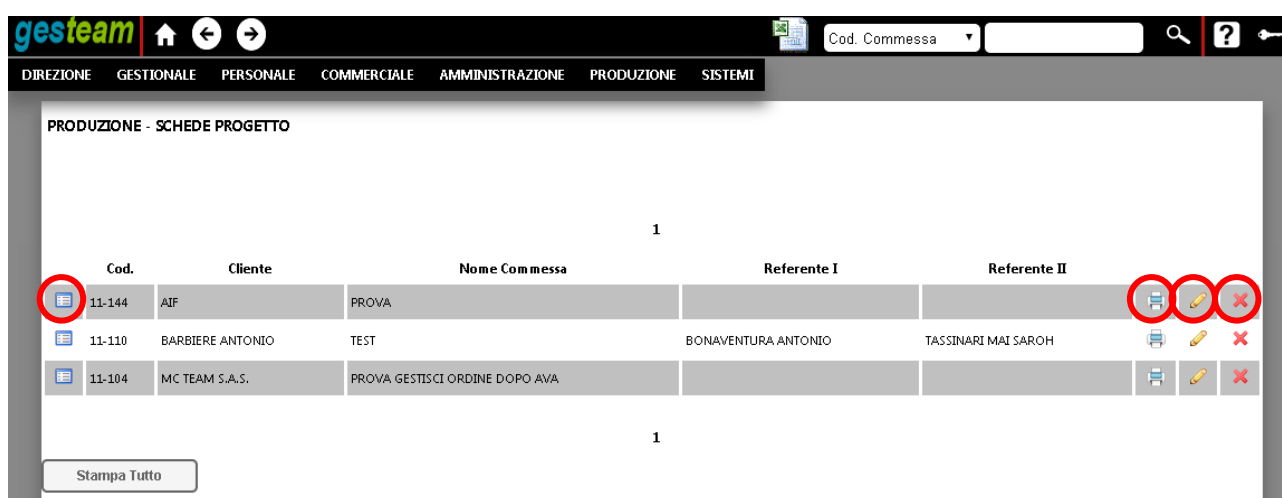 gesteam
Cod. Commessa
?
DIREZIONE GESTIONALE PERSONALE COMMERCIALE AMMINISTRAZIONE PRODUZIONE SISTEMI
PRODUZIONE - SCHEDE PROGETTO
1
Cod. Cliente Nome Commessa Referente I Referente II
11-144 AIF PROVA
11-110 BARBIERE ANTONIO TEST BONAVENTURA ANTONIO TASSINARI MAI SAROH
11-104 MC TEAM S.A.S. PROVA GESTISCI ORDINE DOPO AVA
1
Stampa Tutto